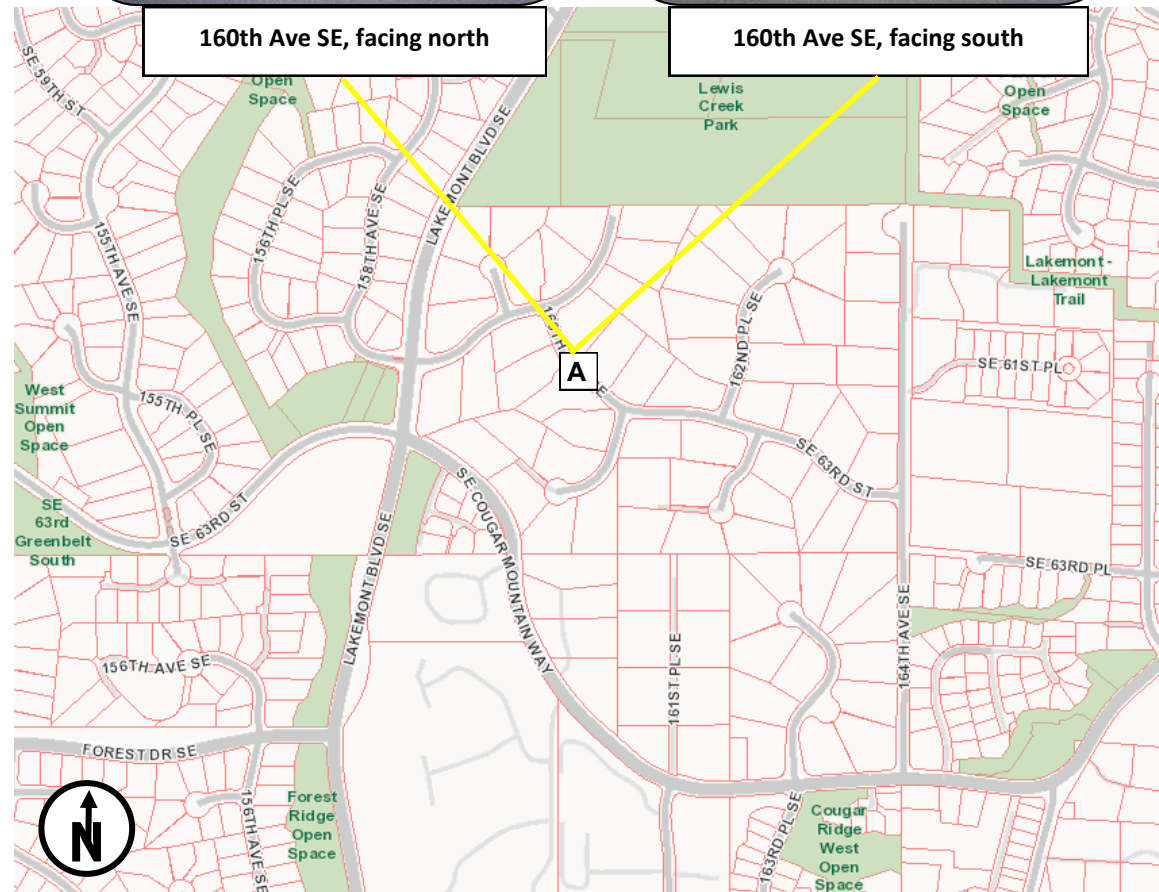 160th Ave SE, facing north
160th Ave SE, facing south
SE 59TH ST
Open
Space
LAKEMONT BLVD SE
Lewis
Creek
Park
Open
Space
156TH PL SE
158TH AVE SE
155TH AVE SE
Lakemont -
Lakemont
Trail
162ND PL SE
A
SE 61ST PL
West
Summit
Open
Space
155TH PL SE
SE 63RD ST
SE 63RD ST
SE
63rd
Greenbelt
South
SE COUGAR MOUNTAIN WAY
LAKEMONT BLVD SE
SE 63RD PL
164TH AVE SE
161ST PL SE
156TH AVE SE
FOREST DR SE
156TH AVE SE
Forest
Ridge
Open
Space
163RD PL SE
Cougar
Ridge
West
Open
Space
N